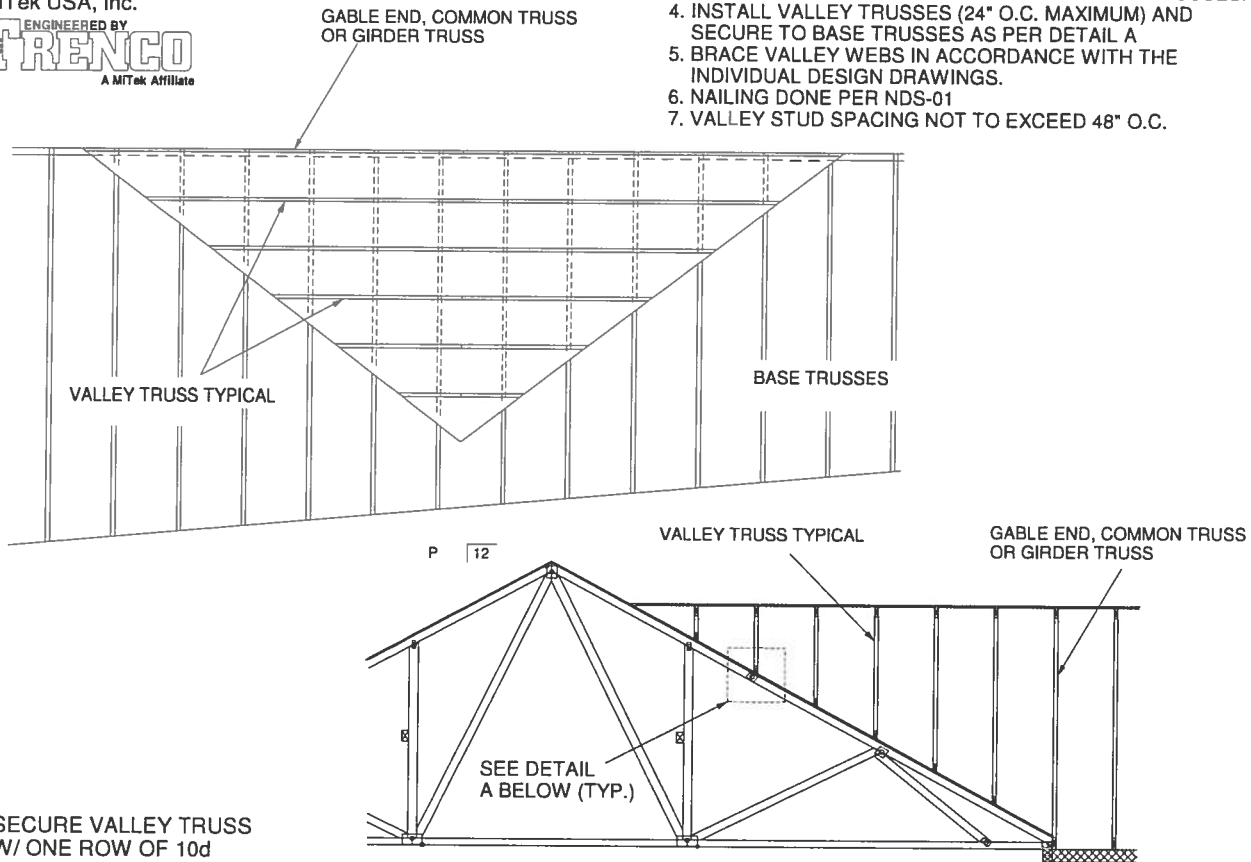 MiTek USA, Inc.
ENGINEERED BY
TRENCO
A MiTek Affiliate
GABLE END, COMMON TRUSS
OR GIRDER TRUSS
4. INSTALL VALLEY TRUSSES (24" O.C. MAXIMUM) AND
SECURE TO BASE TRUSSES AS PER DETAIL A
5. BRACE VALLEY WEBS IN ACCORDANCE WITH THE
INDIVIDUAL DESIGN DRAWINGS.
6. NAILING DONE PER NDS-01
7. VALLEY STUD SPACING NOT TO EXCEED 48" O.C.
VALLEY TRUSS TYPICAL
BASE TRUSSES
P 12
VALLEY TRUSS TYPICAL
GABLE END, COMMON TRUSS
OR GIRDER TRUSS
SEE DETAIL
A BELOW (TYP.)
SECURE VALLEY TRUSS
W/ ONE ROW OF 10d